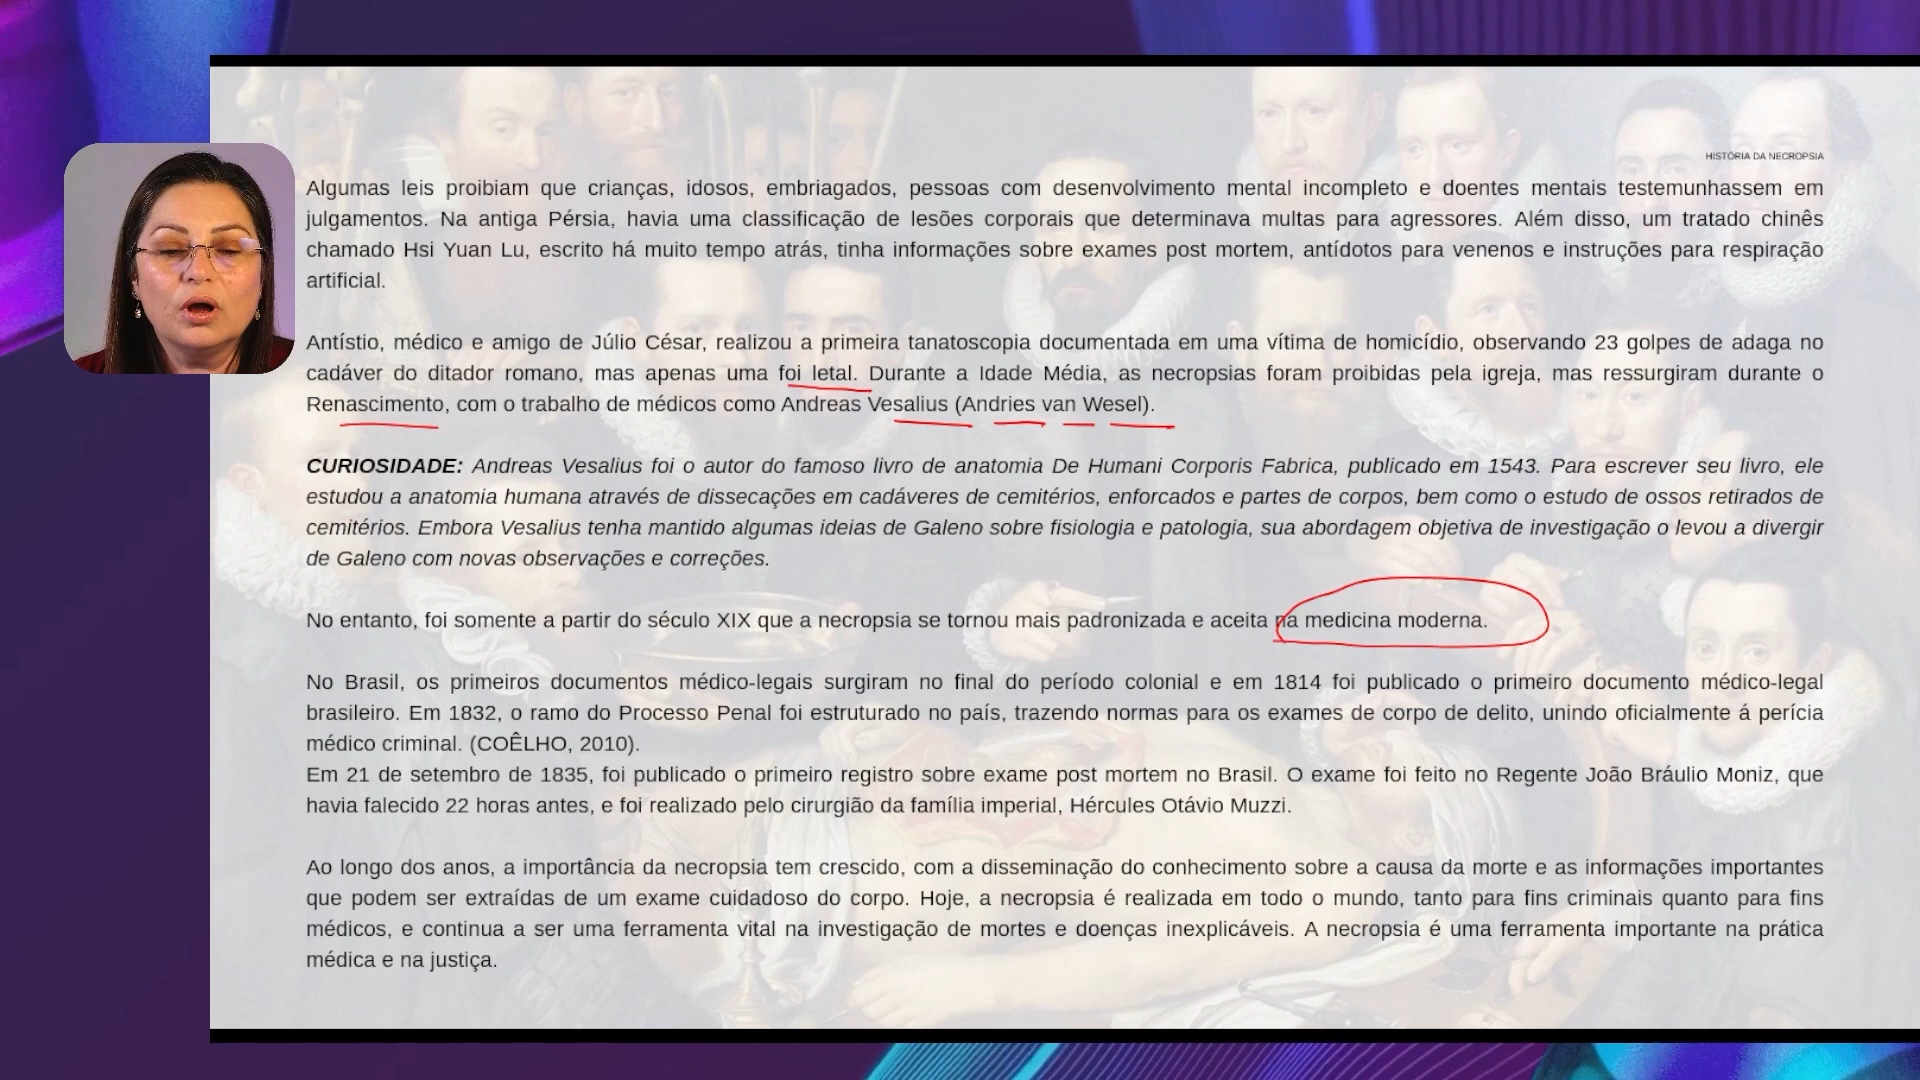 HISTÓRIA DA NECROPSIA
Algumas leis proibiam que crianças, idosos, embriagados, pessoas com desenvolvimento mental incompleto e doentes mentais testemunhassem em
julgamentos. Na antiga Pérsia, havia uma classificação de lesões corporais que determinava multas para agressores. Além disso, um tratado chinês
chamado Hsi Yuan Lu, escrito há muito tempo atrás, tinha informações sobre exames post mortem, antídotos para venenos e instruções para respiração
artificial.
Antístio, médico e amigo de Júlio César, realizou a primeira tanatoscopia documentada em uma vítima de homicídio, observando 23 golpes de adaga no
cadáver do ditador romano, mas apenas uma foi letal. Durante a Idade Média, as necropsias foram proibidas pela igreja, mas ressurgiram durante o
Renascimento, com o trabalho de médicos como Andreas Vesalius (Andries van Wesel).
CURIOSIDADE: Andreas Vesalius foi o autor do famoso livro de anatomia De Humani Corporis Fabrica, publicado em 1543. Para escrever seu livro, ele
estudou a anatomia humana através de dissecações em cadáveres de cemitérios, enforcados e partes de corpos, bem como o estudo de ossos retirados de
cemitérios. Embora Vesalius tenha mantido algumas ideias de Galeno sobre fisiologia e patologia, sua abordagem objetiva de investigação o levou a divergir
de Galeno com novas observações e correções.
No entanto, foi somente a partir do século XIX que a necropsia se tornou mais padronizada e aceita na medicina moderna.
No Brasil, os primeiros documentos médico-legais surgiram no final do período colonial e em 1814 foi publicado o primeiro documento médico-legal
brasileiro. Em 1832, o ramo do Processo Penal foi estruturado no país, trazendo normas para os exames de corpo de delito, unindo oficialmente á perícia
médico criminal. (COÊLHO, 2010).
Em 21 de setembro de 1835, foi publicado o primeiro registro sobre exame post mortem no Brasil. O exame foi feito no Regente João Bráulio Moniz, que
havia falecido 22 horas antes, e foi realizado pelo cirurgião da família imperial, Hércules Otávio Muzzi.
Ao longo dos anos, a importância da necropsia tem crescido, com a disseminação do conhecimento sobre a causa da morte e as informações importantes
que podem ser extraídas de um exame cuidadoso do corpo. Hoje, a necropsia é realizada em todo o mundo, tanto para fins criminais quanto para fins
médicos, e continua a ser uma ferramenta vital na investigação de mortes e doenças inexplicáveis. A necropsia é uma ferramenta importante na prática
médica e na justiça.